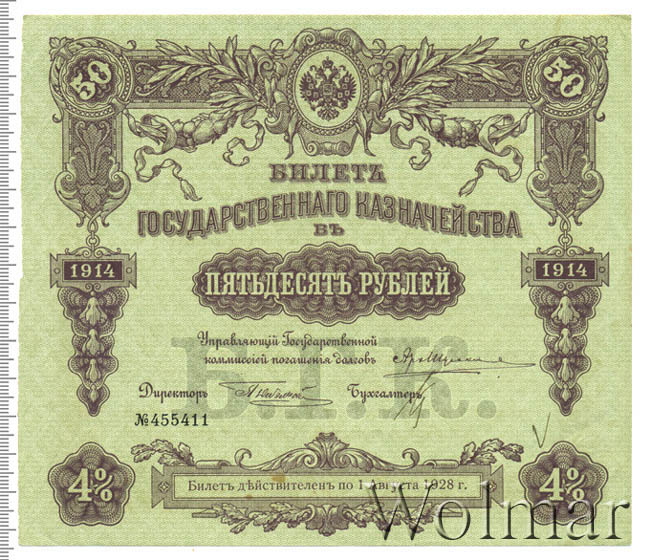 50 50
БИЛЕТЪ
ГОСУДАРСТВЕННАГО КАЗНАЧЕЙСТВА
ВЪ
1914 1914
ПЯТЬДЕСЯТЪ РУБЛЕЙ
Управляющій Государственной
коммиссіей погашенія долговъ
Б.Г.К.
Директоръ Бухгалтеръ
№455411
4% 4%
Билетъ дѣйствителенъ по 1 Августа 1928 г.
Wolmar